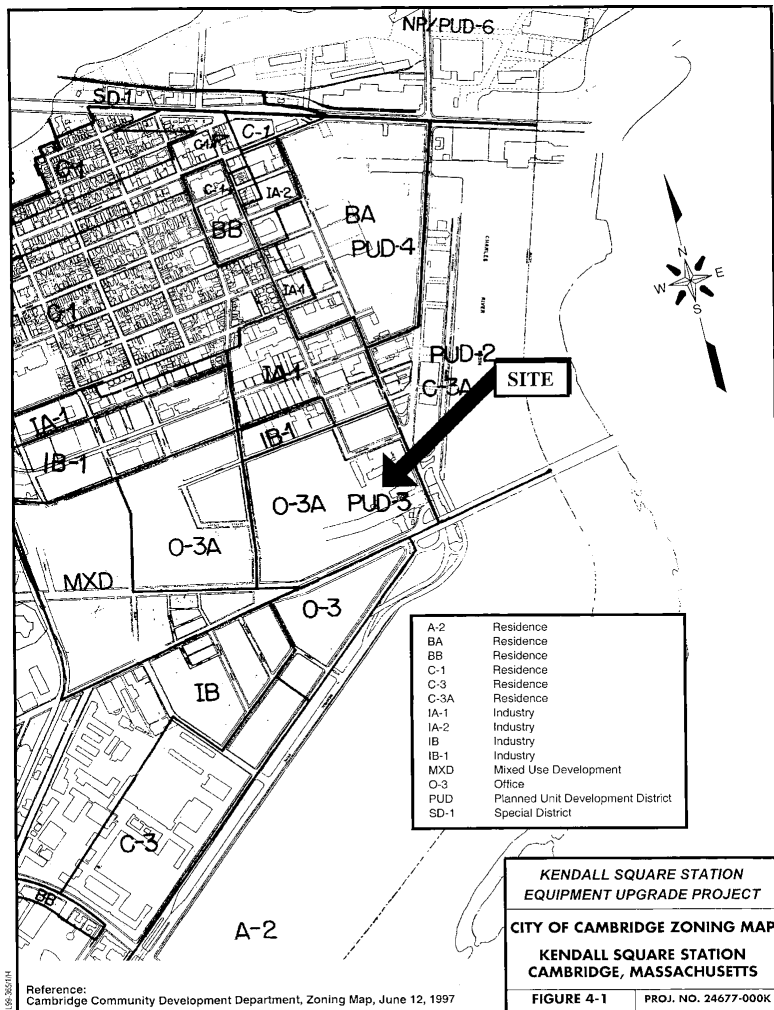 NP/PUD-6
SD-1
C-1
C-1
C-1
C-1
IA-2
BA
BB
PUD-4
CHARLES
RIVER
N
W
E
S
IA-1
C-1
PUD-2
IA-1
C-3A
SITE
IA-1
IB-1
IB-1
O-3A
PUD-3
O-3A
MXD
O-3
IB
A-2 Residence
BA Residence
BB Residence
C-1 Residence
C-3 Residence
C-3A Residence
IA-1 Industry
IA-2 Industry
IB Industry
IB-1 Industry
MXD Mixed Use Development
O-3 Office
PUD Planned Unit Development District
SD-1 Special District
C-3
BB
A-2
KENDALL SQUARE STATION
EQUIPMENT UPGRADE PROJECT
CITY OF CAMBRIDGE ZONING MAP
KENDALL SQUARE STATION
CAMBRIDGE, MASSACHUSETTS
FIGURE 4-1 PROJ. NO. 24677-000K
Reference:
Cambridge Community Development Department, Zoning Map, June 12, 1997